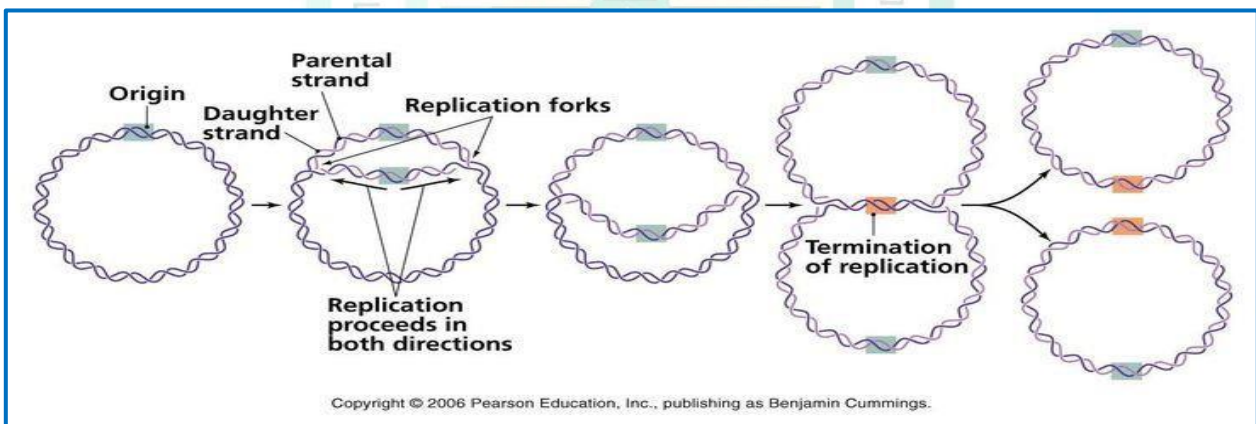 Origin
Parental
strand
Daughter
strand
Replication forks
Replication
proceeds in
both directions
Termination
of replication
Copyright © 2006 Pearson Education, Inc., publishing as Benjamin Cummings.